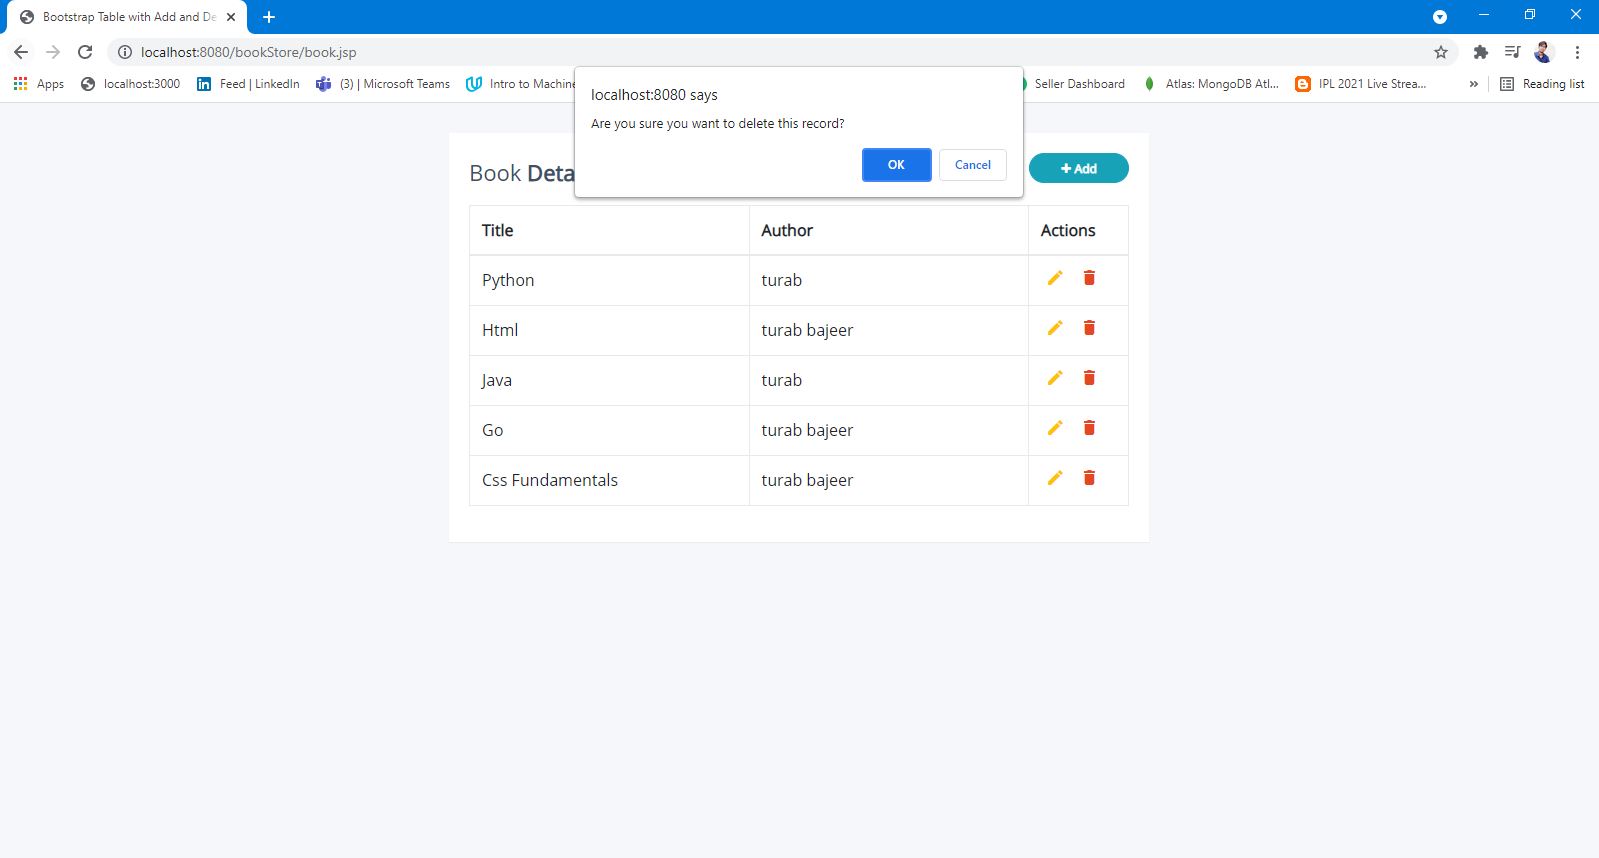 Bootstrap Table with Add and De
localhost:8080/bookStore/book.jsp
Apps localhost:3000 Feed | LinkedIn (3) | Microsoft Teams Intro to Machine Seller Dashboard Atlas: MongoDB Atl... IPL 2021 Live Strea... » Reading list
localhost:8080 says
Are you sure you want to delete this record?
OK Cancel
Book Deta
+ Add
Title Author Actions
Python turab
Html turab bajeer
Java turab
Go turab bajeer
Css Fundamentals turab bajeer